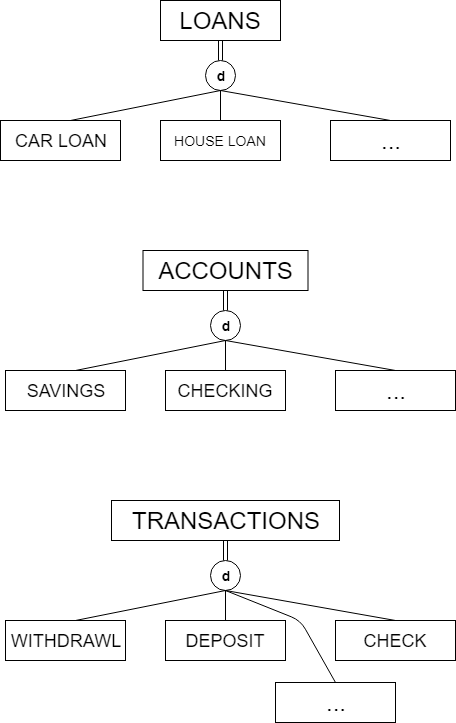 LOANS
d
CAR LOAN
HOUSE LOAN
...
ACCOUNTS
d
SAVINGS
CHECKING
...
TRANSACTIONS
d
WITHDRAWL
DEPOSIT
CHECK
...